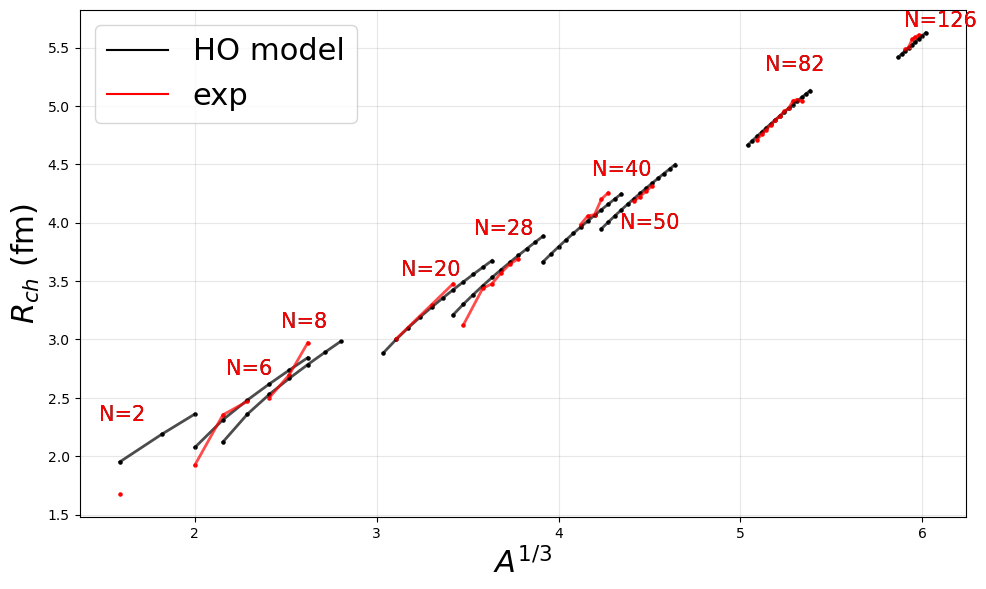 HO model
exp
N=126
N=82
N=40
N=50
N=28
N=20
N=8
N=6
N=2
5.5
5.0
4.5
4.0
3.5
3.0
2.5
2.0
1.5
R_{ch} (fm)
2 3 4 5 6
A^{1/3}